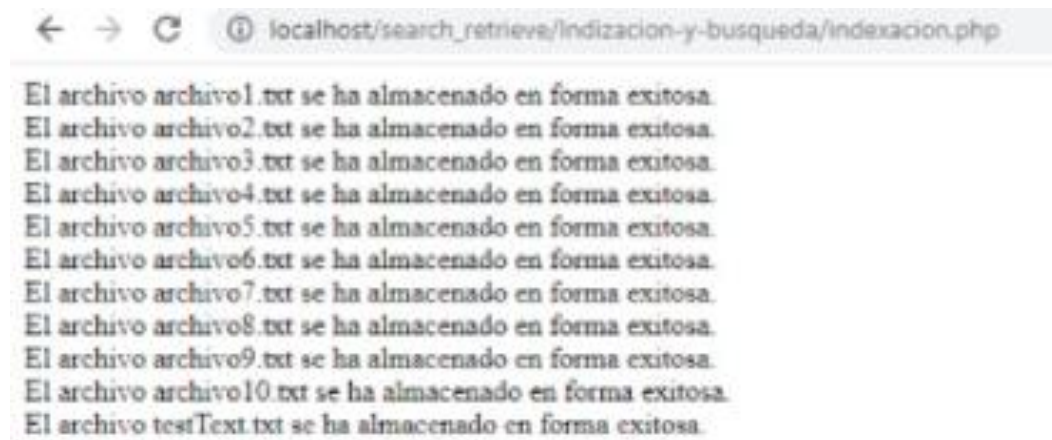 localhost/search_retrieve/Indizacion-y-busqueda/indexacion.php
El archivo archivo1.txt se ha almacenado en forma exitosa.
El archivo archivo2.txt se ha almacenado en forma exitosa.
El archivo archivo3.txt se ha almacenado en forma exitosa.
El archivo archivo4.txt se ha almacenado en forma exitosa.
El archivo archivo5.txt se ha almacenado en forma exitosa.
El archivo archivo6.txt se ha almacenado en forma exitosa.
El archivo archivo7.txt se ha almacenado en forma exitosa.
El archivo archivo8.txt se ha almacenado en forma exitosa.
El archivo archivo9.txt se ha almacenado en forma exitosa.
El archivo archivo10.txt se ha almacenado en forma exitosa.
El archivo testText.txt se ha almacenado en forma exitosa.